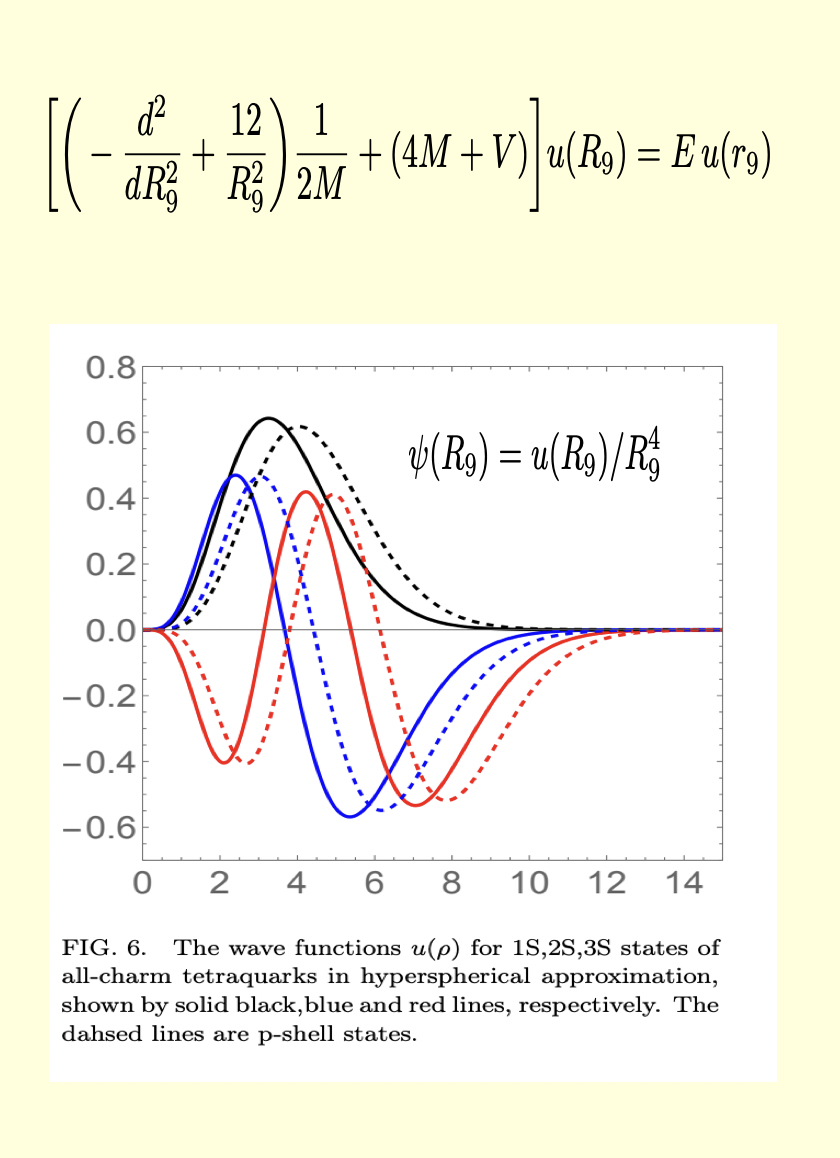 [(− d²/dR₉² + 12/R₉²) 1/2M + (4M + V)] u(R₉) = E u(r₉)
ψ(R₉) = u(R₉)/R₉⁴
0.8
0.6
0.4
0.2
0.0
−0.2
−0.4
−0.6
0 2 4 6 8 10 12 14
FIG. 6. The wave functions u(ρ) for 1S,2S,3S states of
all-charm tetraquarks in hyperspherical approximation,
shown by solid black,blue and red lines, respectively. The
dahsed lines are p-shell states.